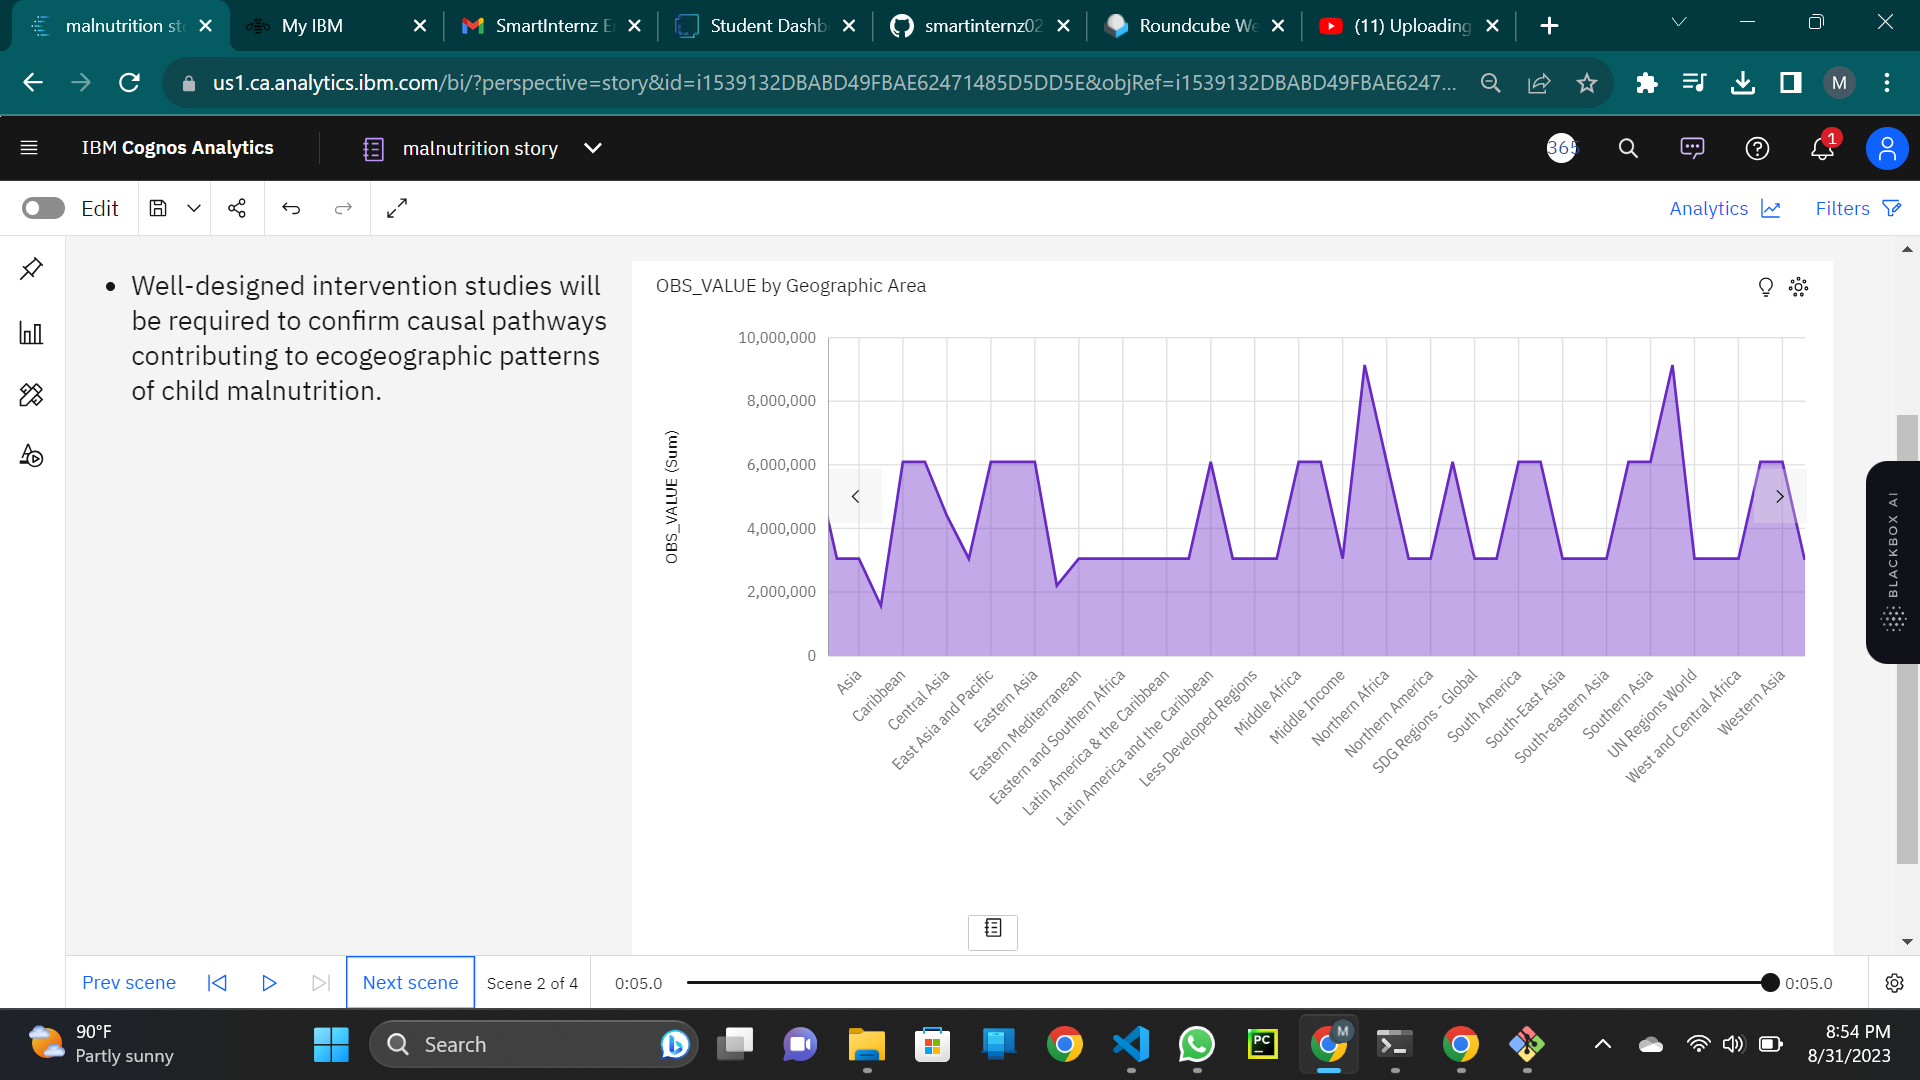 malnutrition st
My IBM
SmartInternz E
Student Dashb
smartinternz02
Roundcube We
(11) Uploading
us1.ca.analytics.ibm.com/bi/?perspective=story&id=i1539132DBABD49FBAE62471485D5DD5E&objRef=i1539132DBABD49FBAE6247...
M
IBM Cognos Analytics
malnutrition story
365
1
Edit
Analytics
Filters
• Well-designed intervention studies will
be required to confirm causal pathways
contributing to ecogeographic patterns
of child malnutrition.
OBS_VALUE by Geographic Area
OBS_VALUE (Sum)
10,000,000
8,000,000
6,000,000
4,000,000
2,000,000
0
Asia
Caribbean
Central Asia
East Asia and Pacific
Eastern Asia
Eastern Mediterranean
Eastern and Southern Africa
Latin America & the Caribbean
Latin America and the Caribbean
Less Developed Regions
Middle Africa
Middle Income
Northern Africa
Northern America
SDG Regions - Global
South America
South-East Asia
South-eastern Asia
Southern Asia
UN Regions World
West and Central Africa
Western Asia
BLACKBOX AI
Prev scene
Next scene
Scene 2 of 4
0:05.0
0:05.0
90°F
Partly sunny
Search
PC
M
8:54 PM
8/31/2023